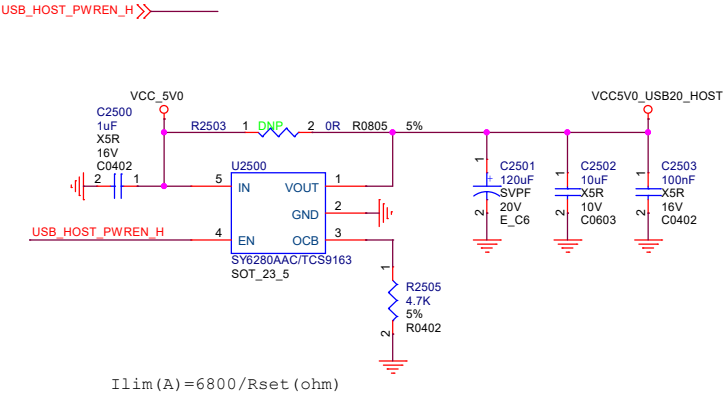 USB_HOST_PWREN_H
VCC_5V0
VCC5V0_USB20_HOST
C2500
1uF
X5R
16V
C0402
2 1
R2503 1 DNP 2 0R R0805 5%
U2500
5 IN VOUT 1
GND 2
USB_HOST_PWREN_H 4 EN OCB 3
SY6280AAC/TCS9163
SOT_23_5
1
+
2
C2501
120uF
SVPF
20V
E_C6
1
2
C2502
10uF
X5R
10V
C0603
1
2
C2503
100nF
X5R
16V
C0402
1
2
R2505
4.7K
5%
R0402
Ilim(A)=6800/Rset(ohm)